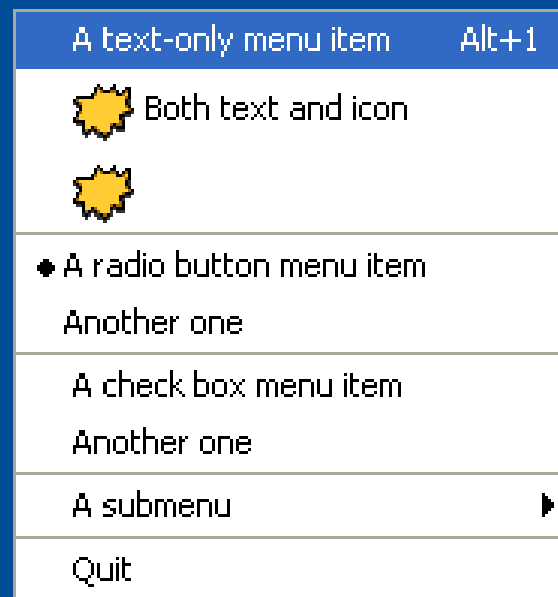 A text-only menu item Alt+1
Both text and icon
A radio button menu item
Another one
A check box menu item
Another one
A submenu
Quit